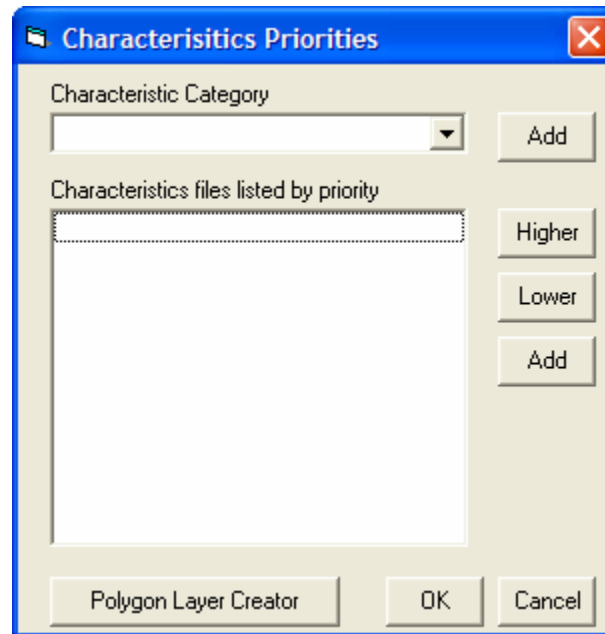 Characterisitics Priorities
Characteristic Category
Add
Characteristics files listed by priority
Higher
Lower
Add
Polygon Layer Creator OK Cancel